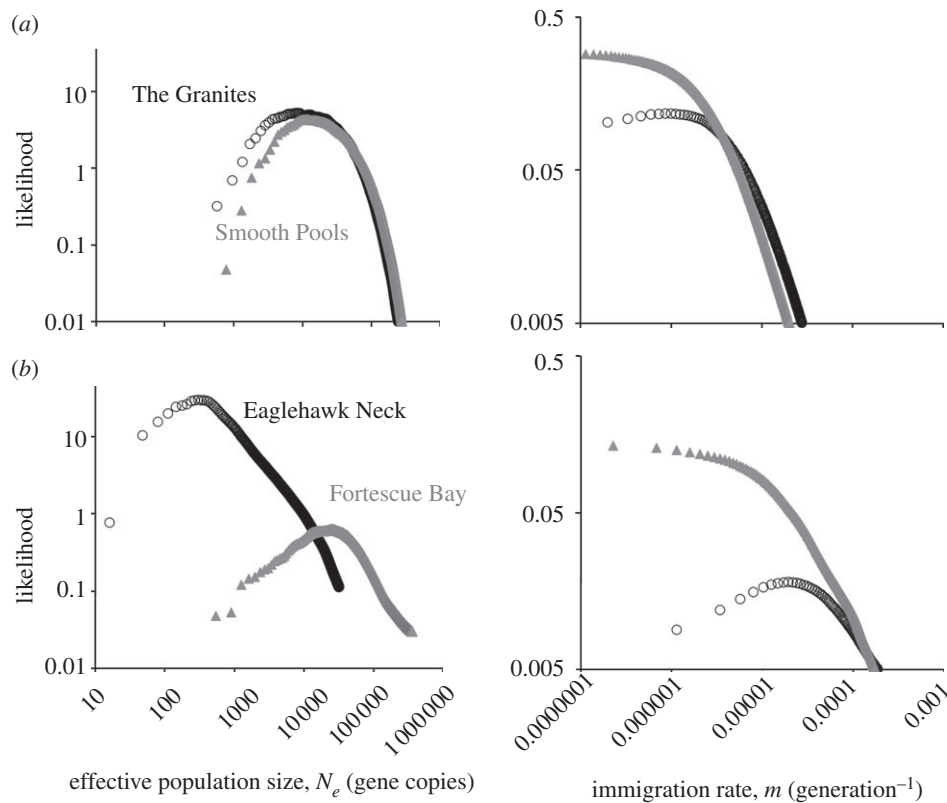 (a)
0.5
10
The Granites
likelihood
1
0.05
Smooth Pools
0.1
0.01
0.005
(b)
0.5
Eaglehawk Neck
10
Fortescue Bay
likelihood
1
0.05
0.1
0.01
0.005
10
100
1000
10000
100000
1000000
0.0000001
0.000001
0.00001
0.0001
0.001
effective population size, Nₑ (gene copies)
immigration rate, m (generation⁻¹)